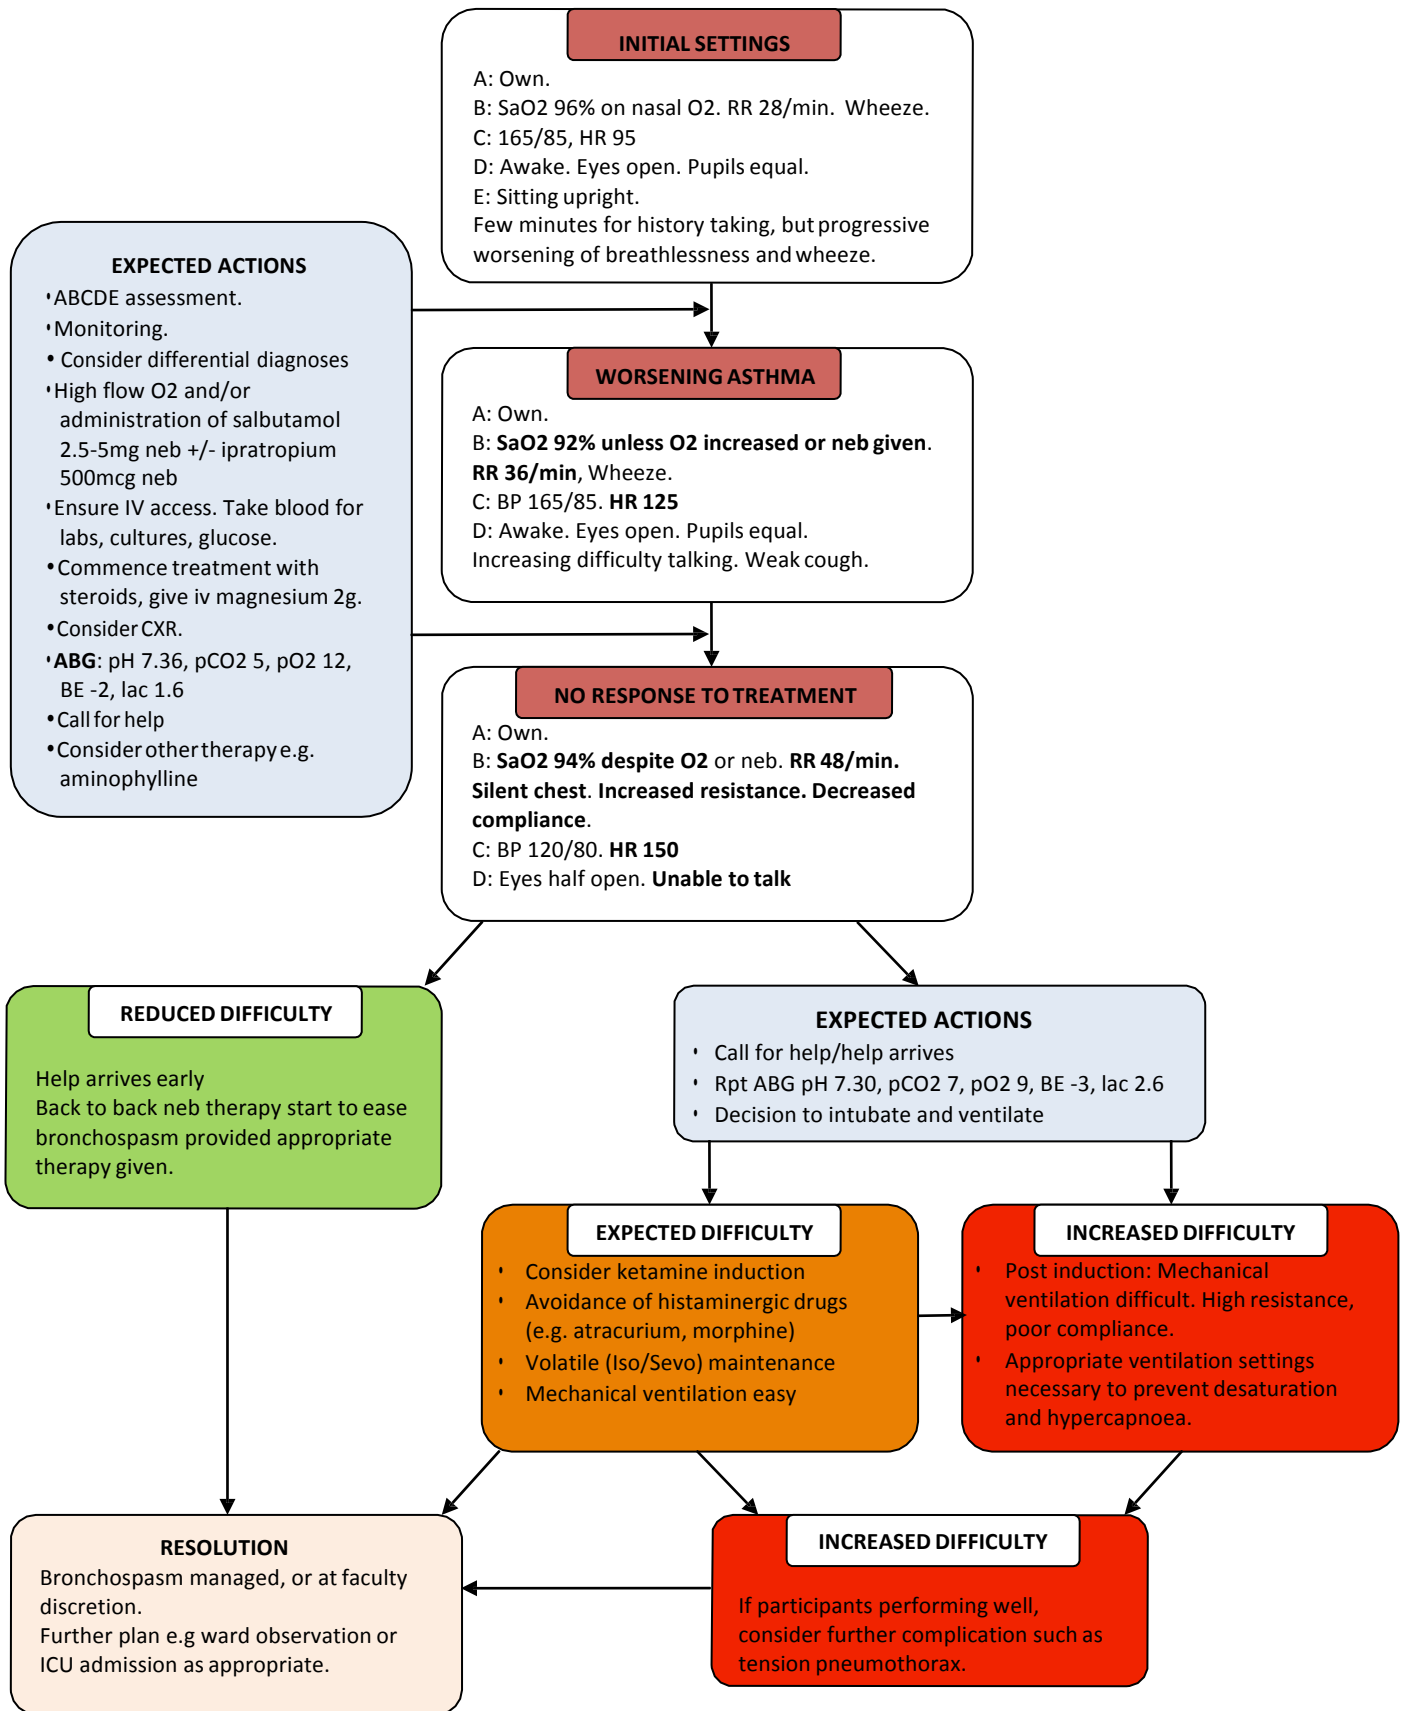 INITIAL SETTINGS
A: Own.
B: SaO2 96% on nasal O2. RR 28/min. Wheeze.
C: 165/85, HR 95
D: Awake. Eyes open. Pupils equal.
E: Sitting upright.
Few minutes for history taking, but progressive
worsening of breathlessness and wheeze.
EXPECTED ACTIONS
• ABCDE assessment.
• Monitoring.
• Consider differential diagnoses
• High flow O2 and/or
administration of salbutamol
2.5-5mg neb +/- ipratropium
500mcg neb
• Ensure IV access. Take blood for
labs, cultures, glucose.
• Commence treatment with
steroids, give iv magnesium 2g.
• Consider CXR.
• ABG: pH 7.36, pCO2 5, pO2 12,
BE -2, lac 1.6
• Call for help
• Consider other therapy e.g.
aminophylline
WORSENING ASTHMA
A: Own.
B: SaO2 92% unless O2 increased or neb given.
RR 36/min, Wheeze.
C: BP 165/85. HR 125
D: Awake. Eyes open. Pupils equal.
Increasing difficulty talking. Weak cough.
NO RESPONSE TO TREATMENT
A: Own.
B: SaO2 94% despite O2 or neb. RR 48/min.
Silent chest. Increased resistance. Decreased
compliance.
C: BP 120/80. HR 150
D: Eyes half open. Unable to talk
REDUCED DIFFICULTY
Help arrives early
Back to back neb therapy start to ease
bronchospasm provided appropriate
therapy given.
EXPECTED ACTIONS
• Call for help/help arrives
• Rpt ABG pH 7.30, pCO2 7, pO2 9, BE -3, lac 2.6
• Decision to intubate and ventilate
EXPECTED DIFFICULTY
• Consider ketamine induction
• Avoidance of histaminergic drugs
(e.g. atracurium, morphine)
• Volatile (Iso/Sevo) maintenance
• Mechanical ventilation easy
INCREASED DIFFICULTY
• Post induction: Mechanical
ventilation difficult. High resistance,
poor compliance.
• Appropriate ventilation settings
necessary to prevent desaturation
and hypercapnoea.
RESOLUTION
Bronchospasm managed, or at faculty
discretion.
Further plan e.g ward observation or
ICU admission as appropriate.
INCREASED DIFFICULTY
If participants performing well,
consider further complication such as
tension pneumothorax.